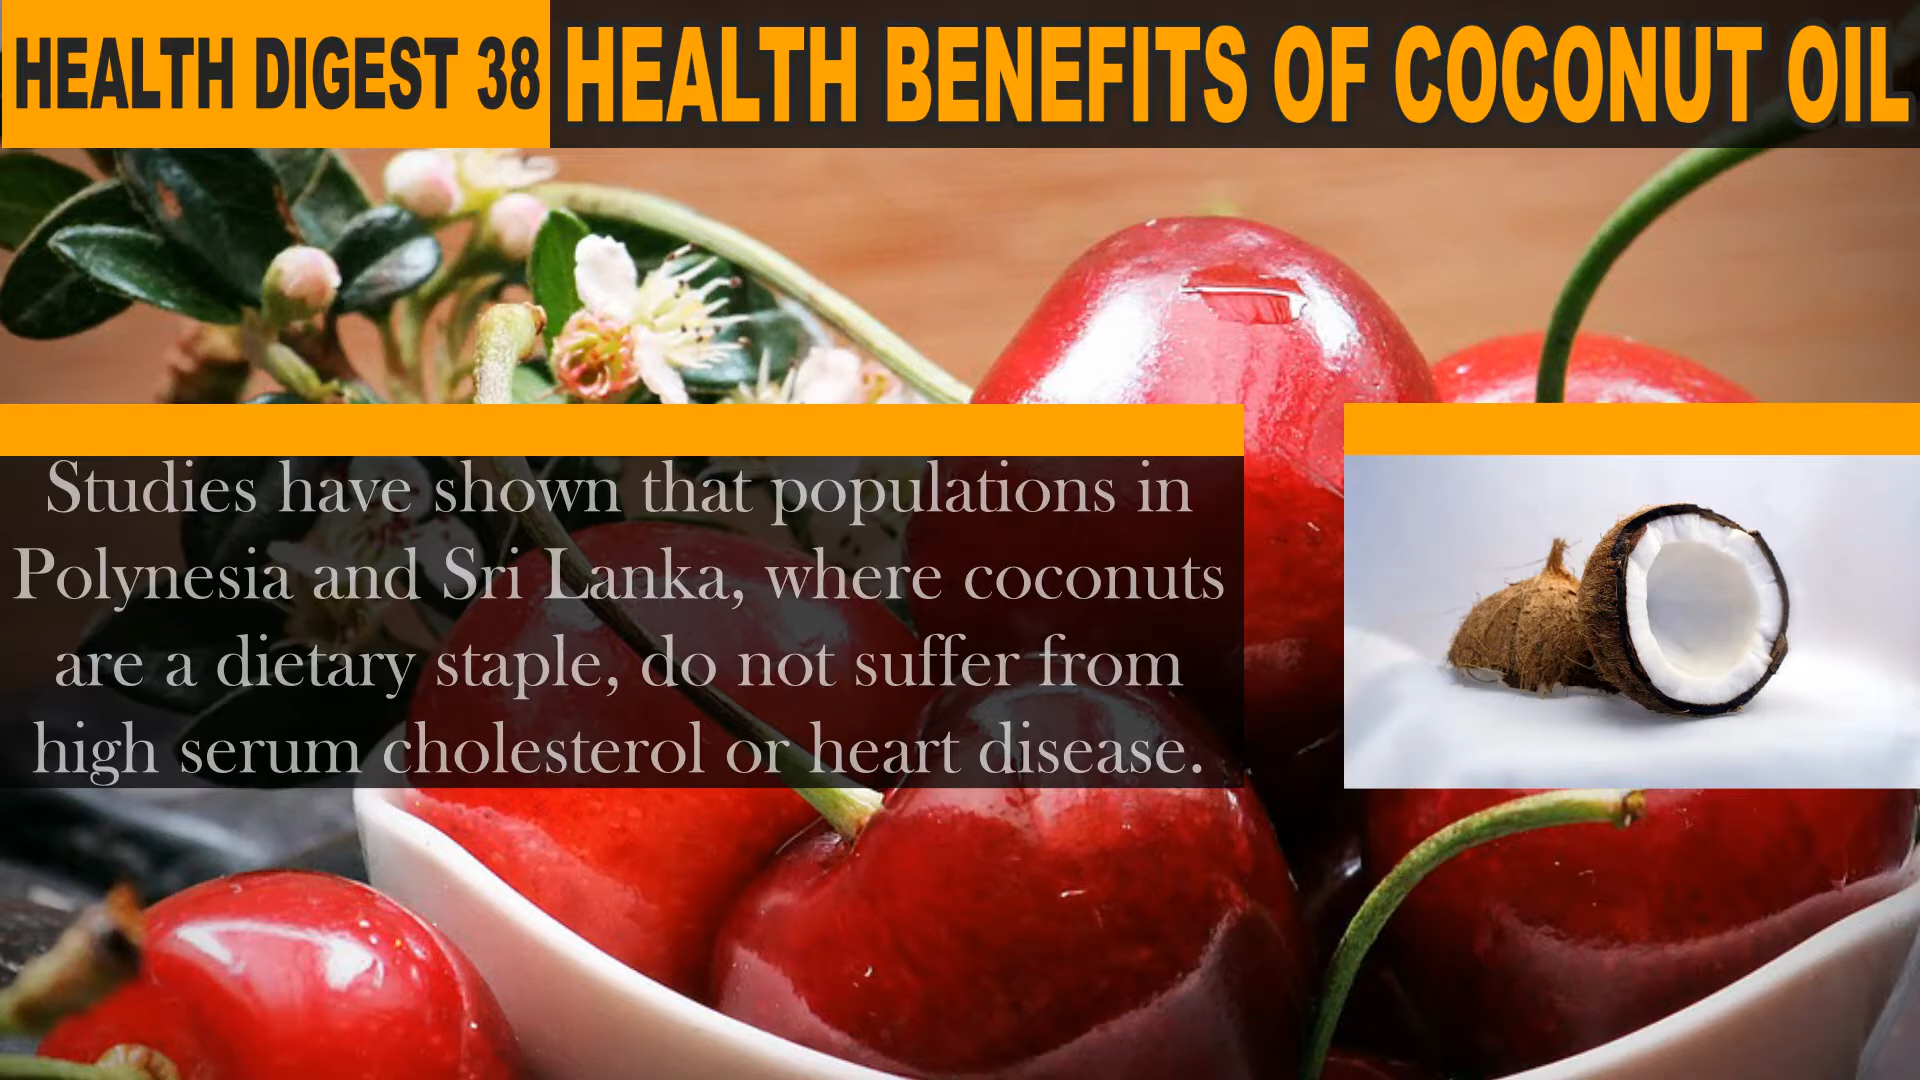 HEALTH DIGEST 38
HEALTH BENEFITS OF COCONUT OIL
Studies have shown that populations in
Polynesia and Sri Lanka, where coconuts
are a dietary staple, do not suffer from
high serum cholesterol or heart disease.